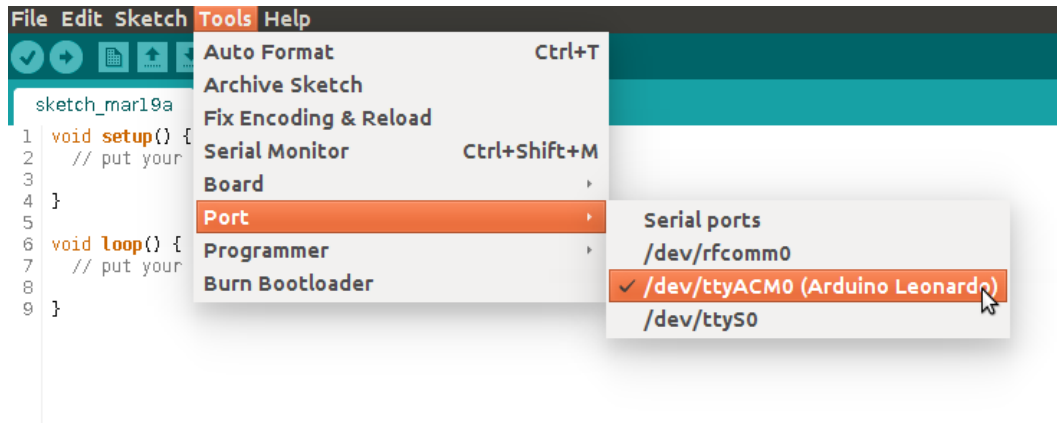 File Edit Sketch Tools Help
Auto Format Ctrl+T
Archive Sketch
Fix Encoding & Reload
Serial Monitor Ctrl+Shift+M
Board
Port
Programmer
Burn Bootloader
Serial ports
/dev/rfcomm0
/dev/ttyACM0 (Arduino Leonardo)
/dev/ttyS0
sketch_mar19a
1 void setup() {
2 // put your
3
4 }
5
6 void loop() {
7 // put your
8
9 }